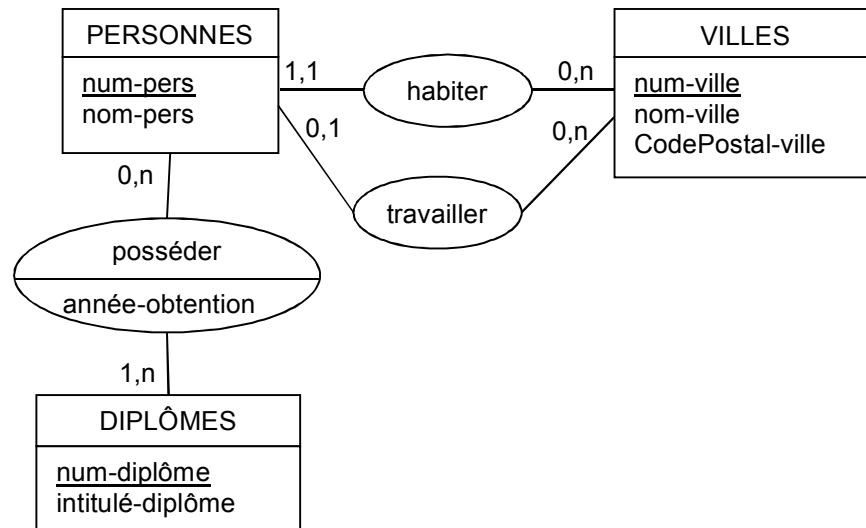 PERSONNES
num-pers
nom-pers
1,1
habiter
0,n
VILLES
num-ville
nom-ville
CodePostal-ville
0,1
travailler
0,n
0,n
posséder
année-obtention
1,n
DIPLÔMES
num-diplôme
intitulé-diplôme